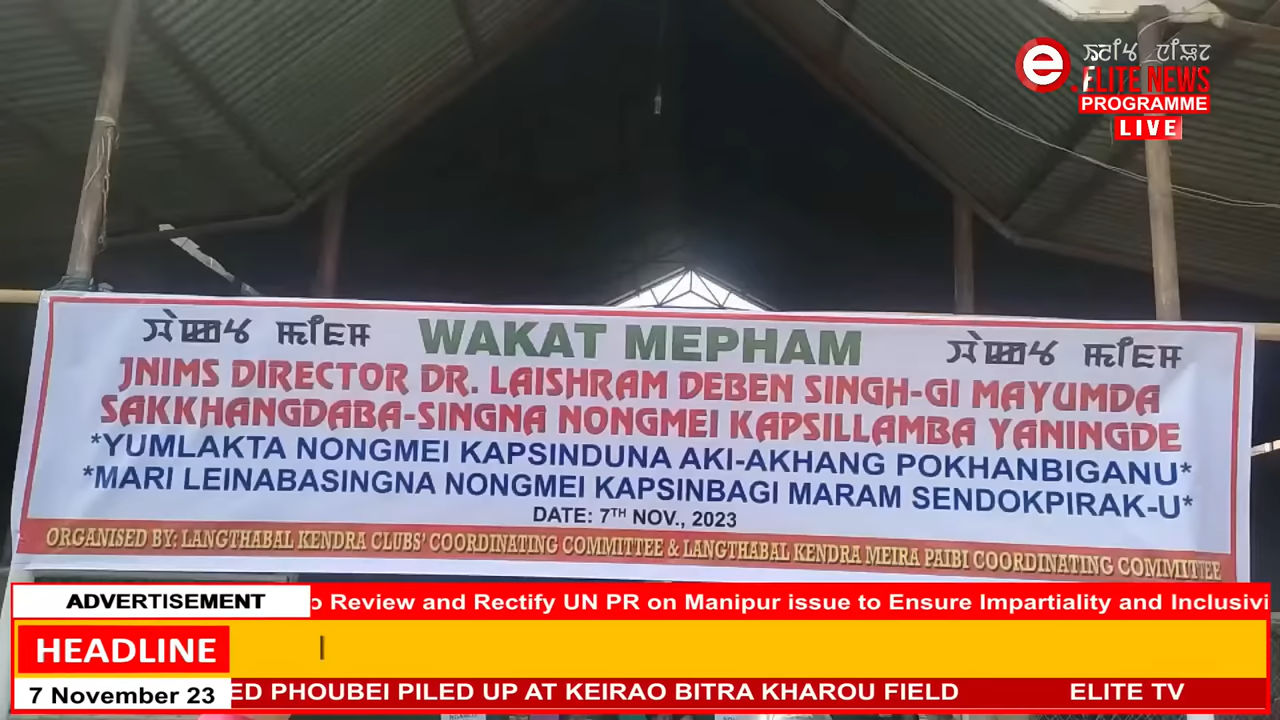 e
ELITE NEWS
PROGRAMME
LIVE
WAKAT MEPHAM
JNIMS DIRECTOR DR. LAISHRAM DEBEN SINGH-GI MAYUMDA
SAKKHANGDABA-SINGNA NONGMEI KAPSILLAMBA YANINGDE
*YUMLAKTA NONGMEI KAPSINDUNA AKI-AKHANG POKHANBIGANU*
*MARI LEINABASINGNA NONGMEI KAPSINBAGI MARAM SENDOKPIRAK-U*
DATE: 7TH NOV., 2023
ORGANISED BY: LANGTHABAL KENDRA CLUBS' COORDINATING COMMITTEE & LANGTHABAL KENDRA MEIRA PAIBI COORDINATING COMMITTEE
ADVERTISEMENT o Review and Rectify UN PR on Manipur issue to Ensure Impartiality and Inclusivi
HEADLINE
7 November 23 ED PHOUBEI PILED UP AT KEIRAO BITRA KHAROU FIELD ELITE TV